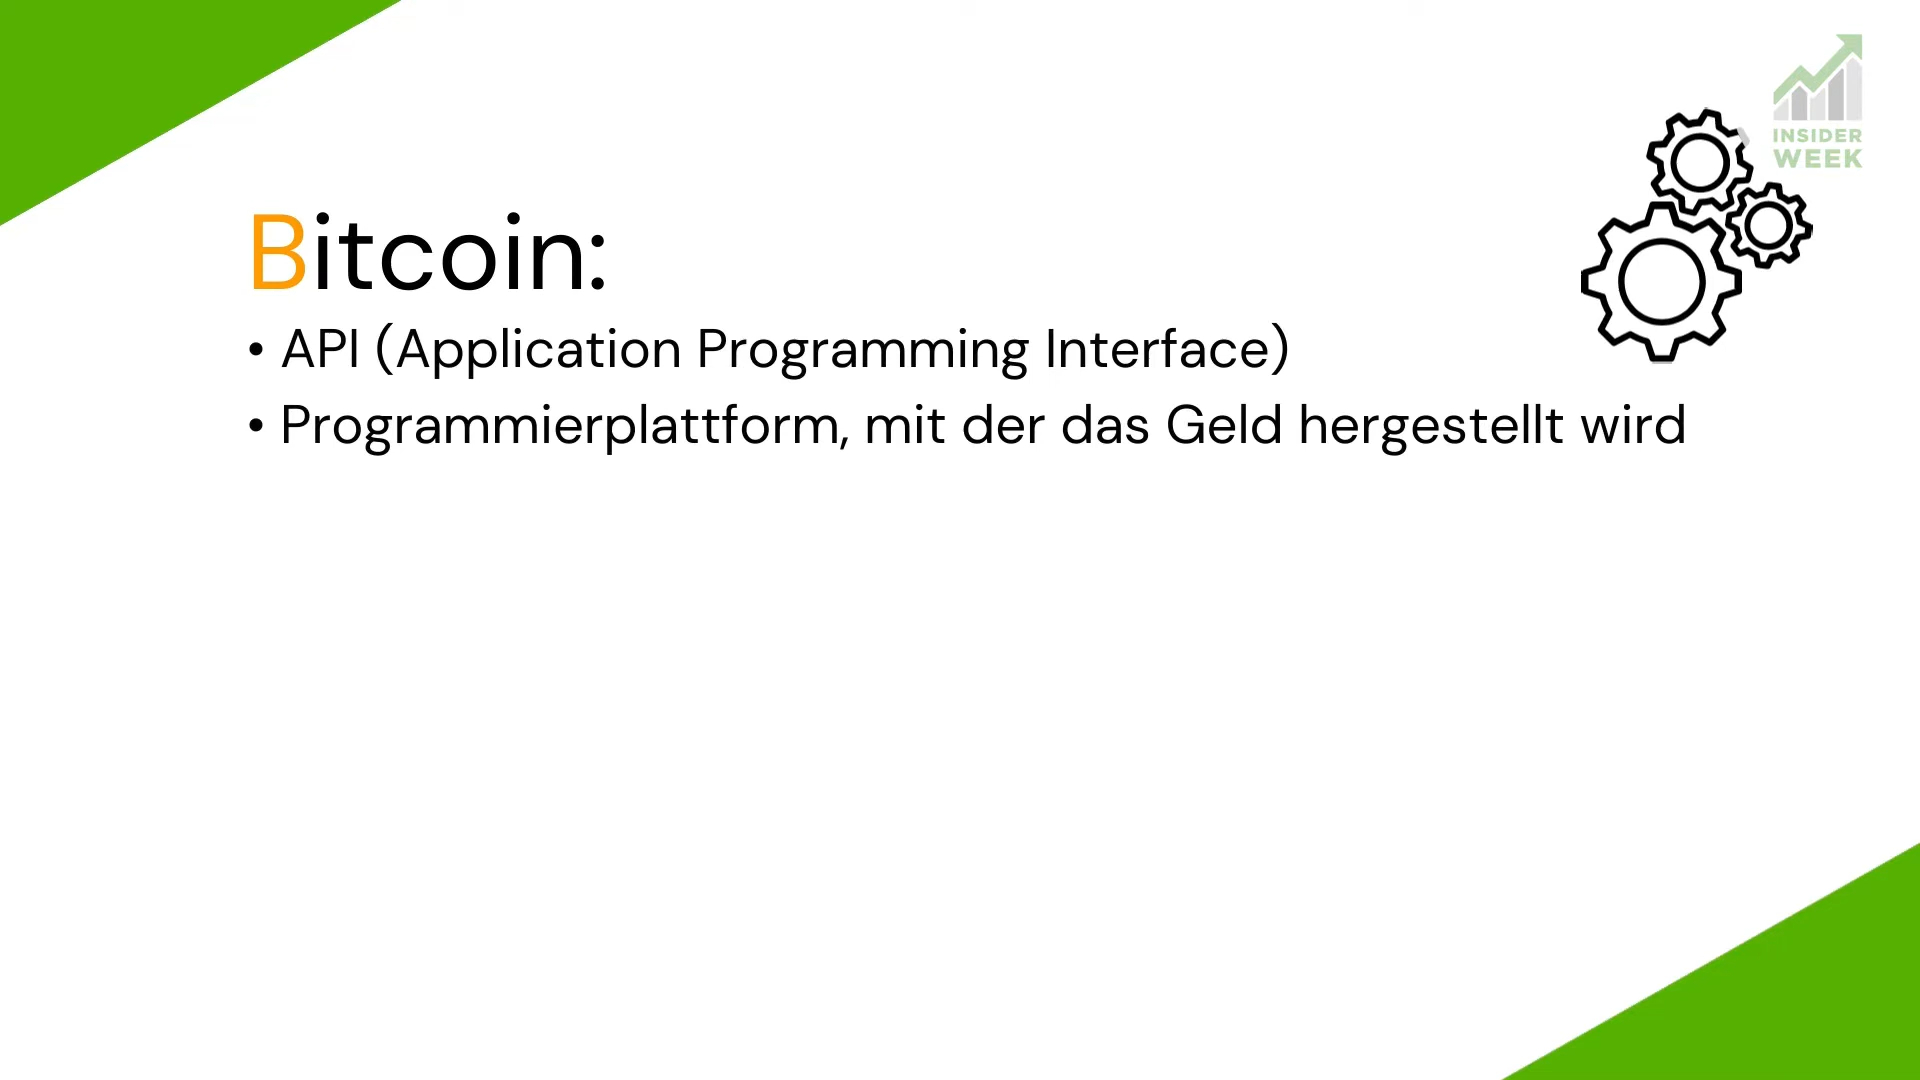 INSIDER
WEEK
Bitcoin:
• API (Application Programming Interface)
• Programmierplattform, mit der das Geld hergestellt wird